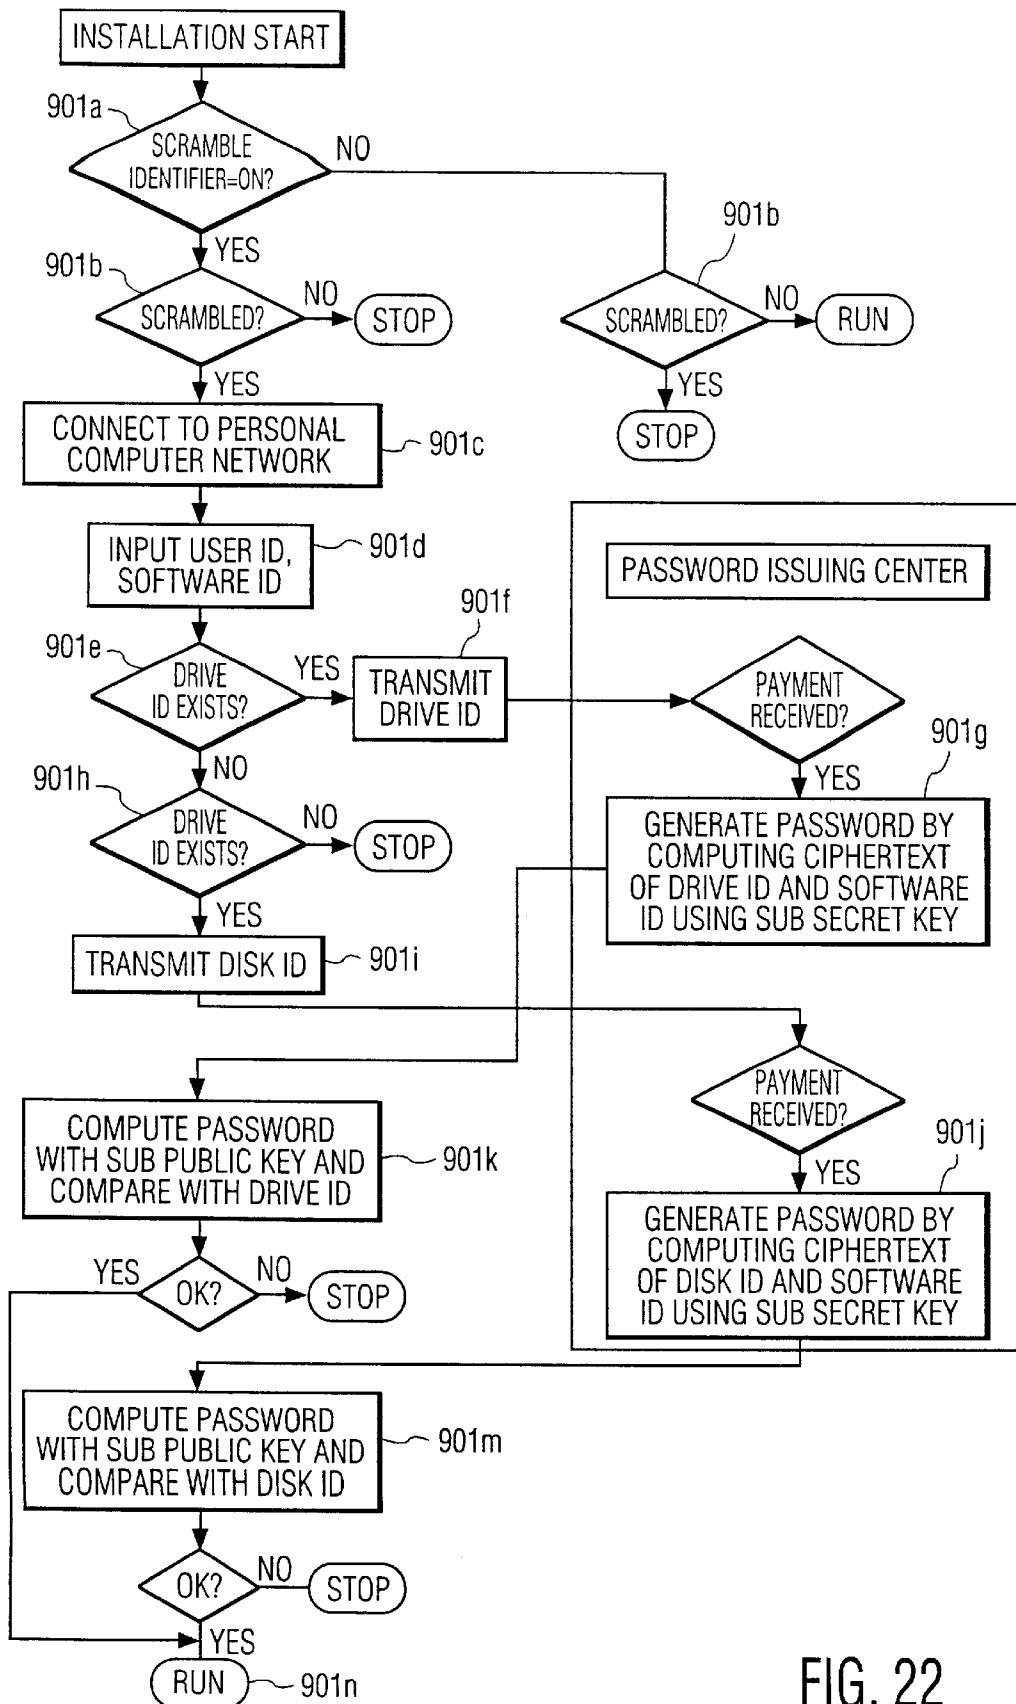 INSTALLATION START
901a
SCRAMBLE
IDENTIFIER=ON?
NO
YES
901b
SCRAMBLED?
NO
STOP
YES
901b
SCRAMBLED?
NO
RUN
YES
STOP
CONNECT TO PERSONAL
COMPUTER NETWORK
901c
INPUT USER ID,
SOFTWARE ID
901d
PASSWORD ISSUING CENTER
901e
DRIVE
ID EXISTS?
YES
901f
TRANSMIT
DRIVE ID
PAYMENT
RECEIVED?
YES
901g
GENERATE PASSWORD BY
COMPUTING CIPHERTEXT
OF DRIVE ID AND SOFTWARE
ID USING SUB SECRET KEY
NO
901h
DRIVE
ID EXISTS?
NO
STOP
YES
TRANSMIT DISK ID
901i
PAYMENT
RECEIVED?
YES
901j
GENERATE PASSWORD BY
COMPUTING CIPHERTEXT
OF DISK ID AND SOFTWARE
ID USING SUB SECRET KEY
COMPUTE PASSWORD
WITH SUB PUBLIC KEY AND
COMPARE WITH DRIVE ID
901k
YES
OK?
NO
STOP
COMPUTE PASSWORD
WITH SUB PUBLIC KEY AND
COMPARE WITH DISK ID
901m
OK?
NO
STOP
YES
RUN
901n
FIG. 22